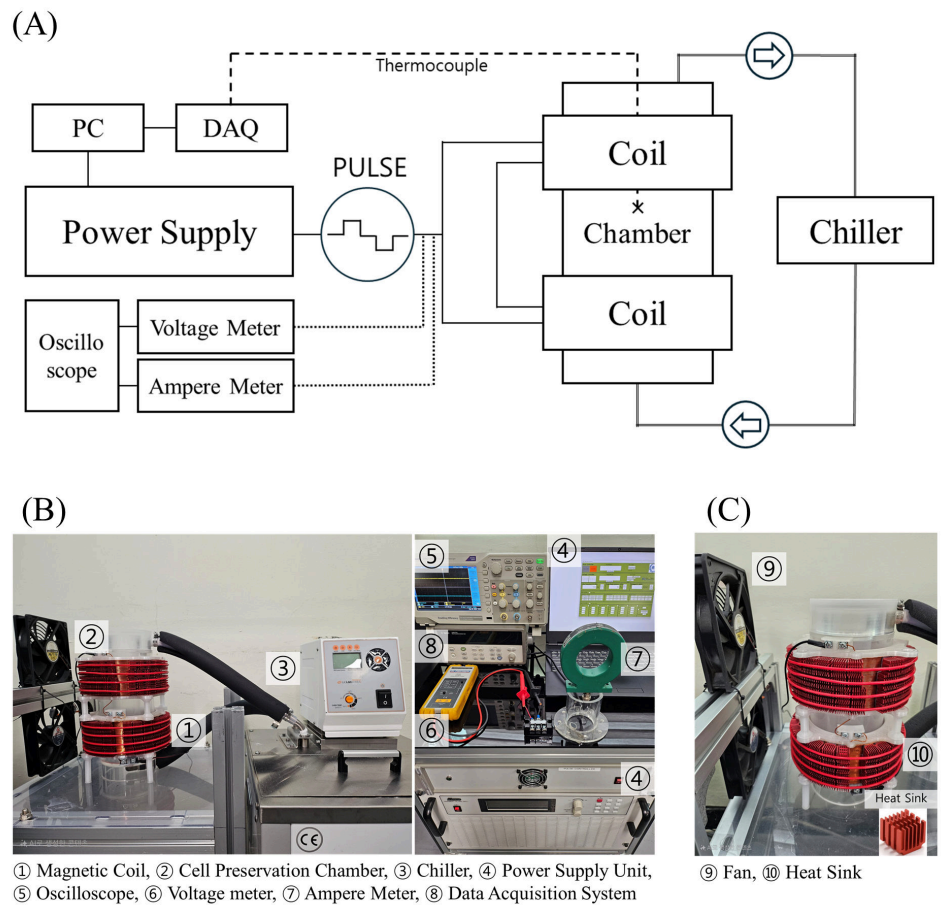 (A)
Thermocouple
PC
DAQ
Coil
PULSE
Power Supply
Chamber
Chiller
Voltage Meter
Oscillo
scope
Coil
Ampere Meter
(B)
(C)
⑤
④
⑨
②
⑧
③
⑦
①
⑥
⑩
④
Heat Sink
CE
① Magnetic Coil, ② Cell Preservation Chamber, ③ Chiller, ④ Power Supply Unit,
⑤ Oscilloscope, ⑥ Voltage meter, ⑦ Ampere Meter, ⑧ Data Acquisition System
⑨ Fan, ⑩ Heat Sink